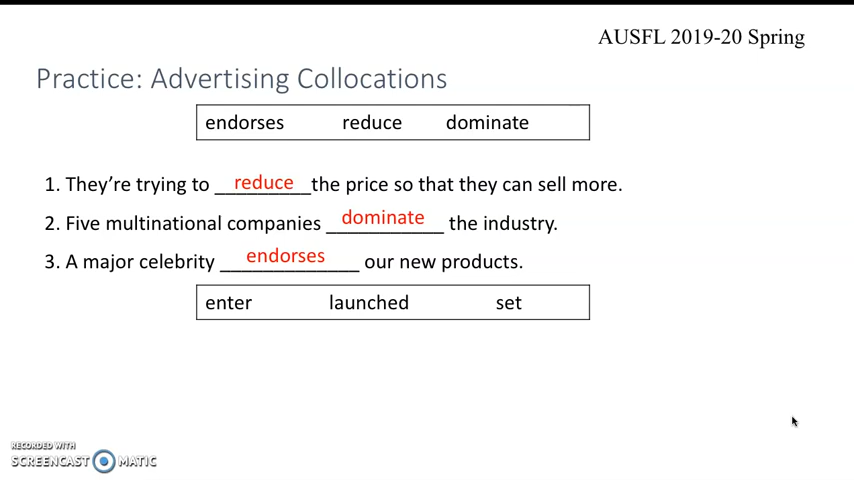 AUSFL 2019-20 Spring
Practice: Advertising Collocations
endorses reduce dominate
1. They’re trying to reduce the price so that they can sell more.
2. Five multinational companies dominate the industry.
3. A major celebrity endorses our new products.
enter launched set
RECORDED WITH
SCREENCAST MATIC